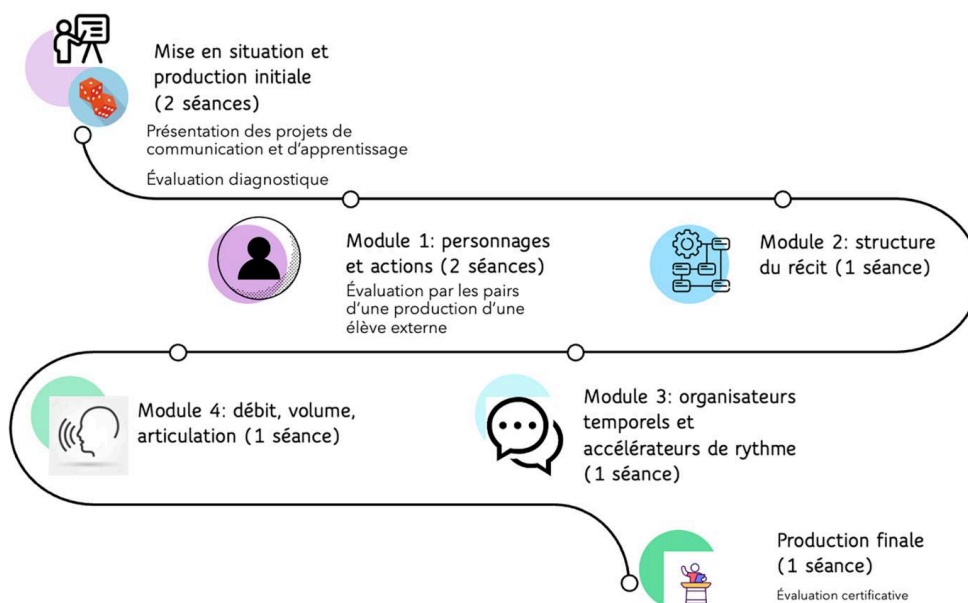 Mise en situation et
production initiale
(2 séances)
Présentation des projets de
communication et d'apprentissage
Évaluation diagnostique
Module 1: personnages
et actions (2 séances)
Évaluation par les pairs
d'une production d'une
élève externe
Module 2: structure
du récit (1 séance)
Module 3: organisateurs
temporels et
accélérateurs de rythme
(1 séance)
Module 4: débit, volume,
articulation (1 séance)
Production finale
(1 séance)
Évaluation certificative